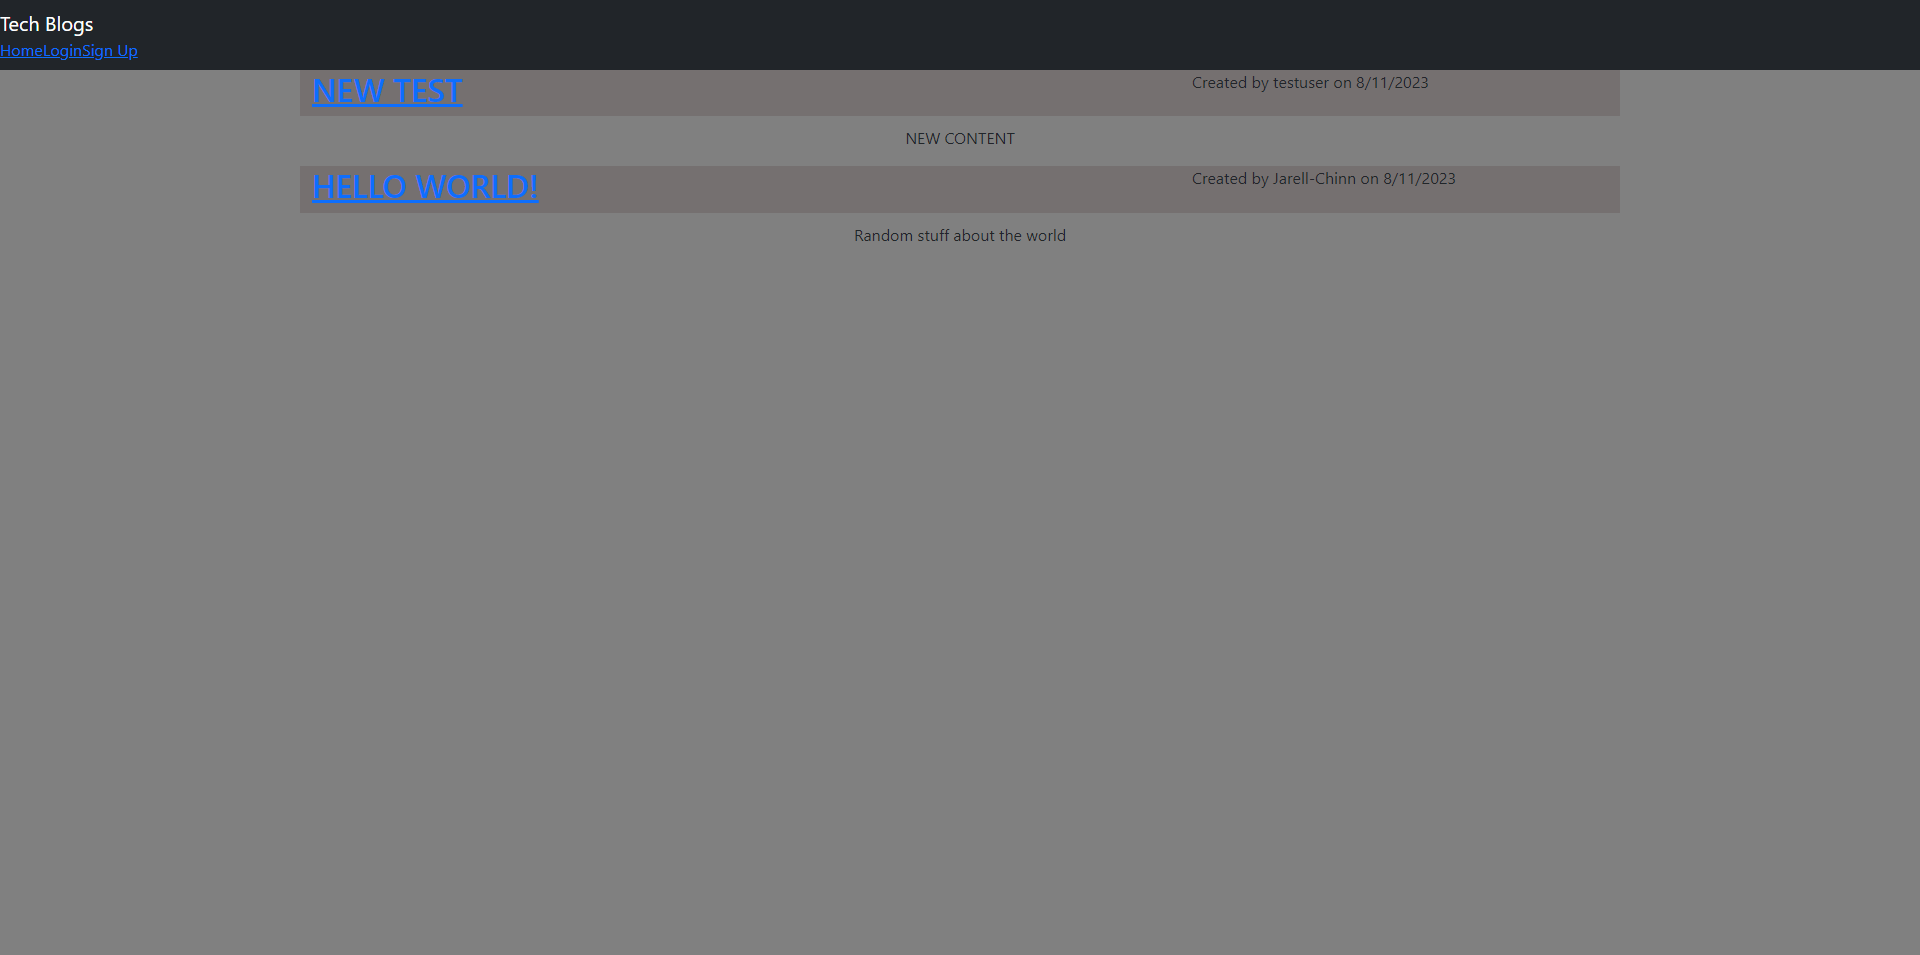 Tech Blogs
HomeLoginSign Up
NEW TEST
Created by testuser on 8/11/2023
NEW CONTENT
HELLO WORLD!
Created by Jarell-Chinn on 8/11/2023
Random stuff about the world